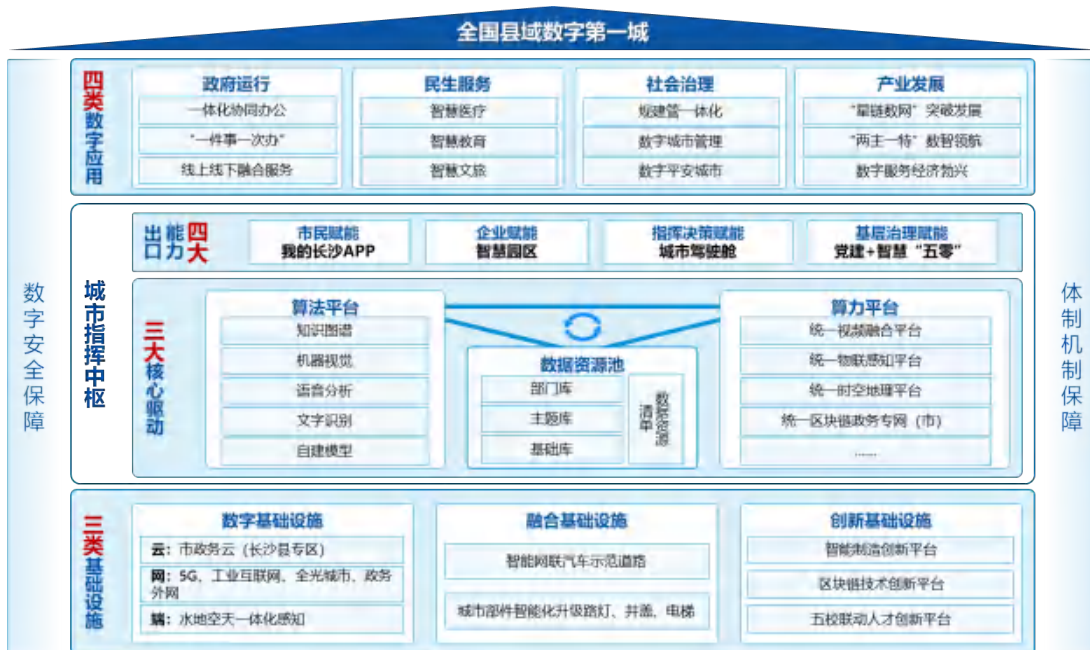 全国县域数字第一城
数字安全保障
体制机制保障
四类数字应用
政府运行
一体化协同办公
“一件事一次办”
线上线下融合服务
民生服务
智慧医疗
智慧教育
智慧文旅
社会治理
规建管一体化
数字城市管理
数字平安城市
产业发展
“星链数网”突破发展
“两主一特”数智领航
数字服务经济勃兴
城市指挥中枢
四大能力出口
市民赋能
我的长沙APP
企业赋能
智慧园区
指挥决策赋能
城市驾驶舱
基层治理赋能
党建+智慧“五零”
三大核心驱动
算法平台
知识图谱
机器视觉
语音分析
文字识别
自建模型
数据资源池
部门库
主题库
基础库
数据资源清单
算力平台
统一视频融合平台
统一物联感知平台
统一时空地理平台
统一区块链政务专网（市）
……
三类基础设施
数字基础设施
云：市政务云（长沙县专区）
网：5G、工业互联网、全光城市、政务
外网
端：水地空天一体化感知
融合基础设施
智能网联汽车示范道路
城市部件智能化升级路灯、井盖、电梯
创新基础设施
智能制造创新平台
区块链技术创新平台
五校联动人才创新平台